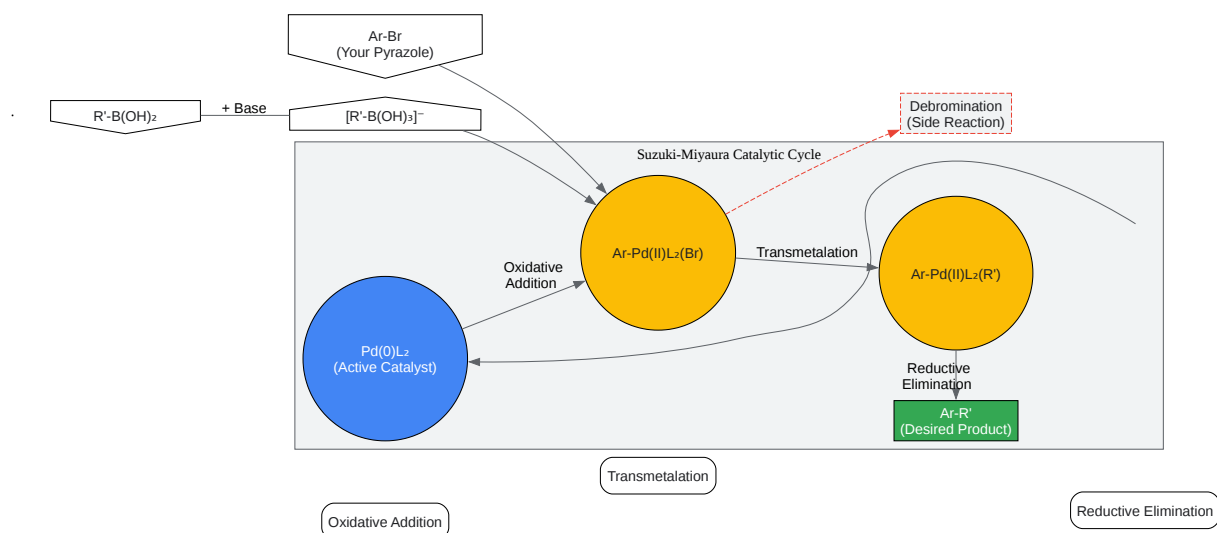 Ar-Br
(Your Pyrazole)
R'-B(OH)₂
+ Base
[R'-B(OH)₃]⁻
Debromination
(Side Reaction)
Suzuki-Miyaura Catalytic Cycle
Ar-Pd(II)L₂(Br)
Transmetalation
Ar-Pd(II)L₂(R')
Oxidative
Addition
Pd(0)L₂
(Active Catalyst)
Reductive
Elimination
Ar-R'
(Desired Product)
Transmetalation
Oxidative Addition
Reductive Elimination